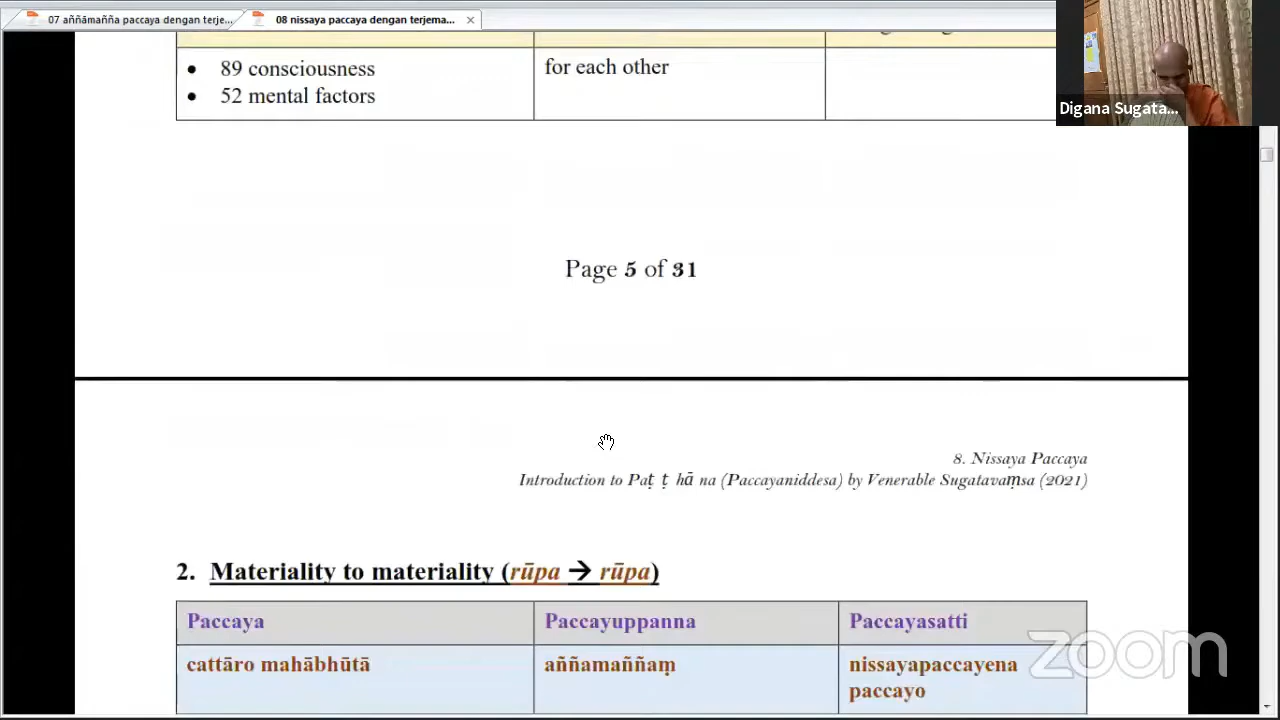 07 aññāmañña paccaya dengan terje...
08 nissaya paccaya dengan terjema...
• 89 consciousness
• 52 mental factors
for each other
Digana Sugata...
Page 5 of 31
8. Nissaya Paccaya
Introduction to Paṭ ṭ hā na (Paccayaniddesa) by Venerable Sugatavaṃsa (2021)
2. Materiality to materiality (rūpa → rūpa)
Paccaya Paccayuppanna Paccayasatti
cattāro mahābhūtā aññamaññaṃ nissayapaccayena
paccayo
zoom